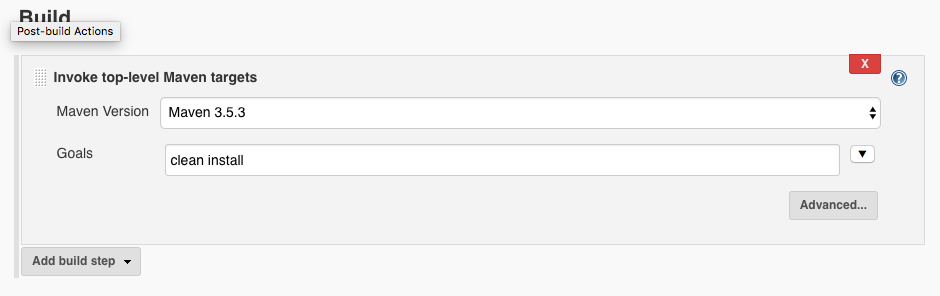 Build
Post-build Actions
Invoke top-level Maven targets
X
Maven Version
Maven 3.5.3
Goals
clean install
Advanced...
Add build step